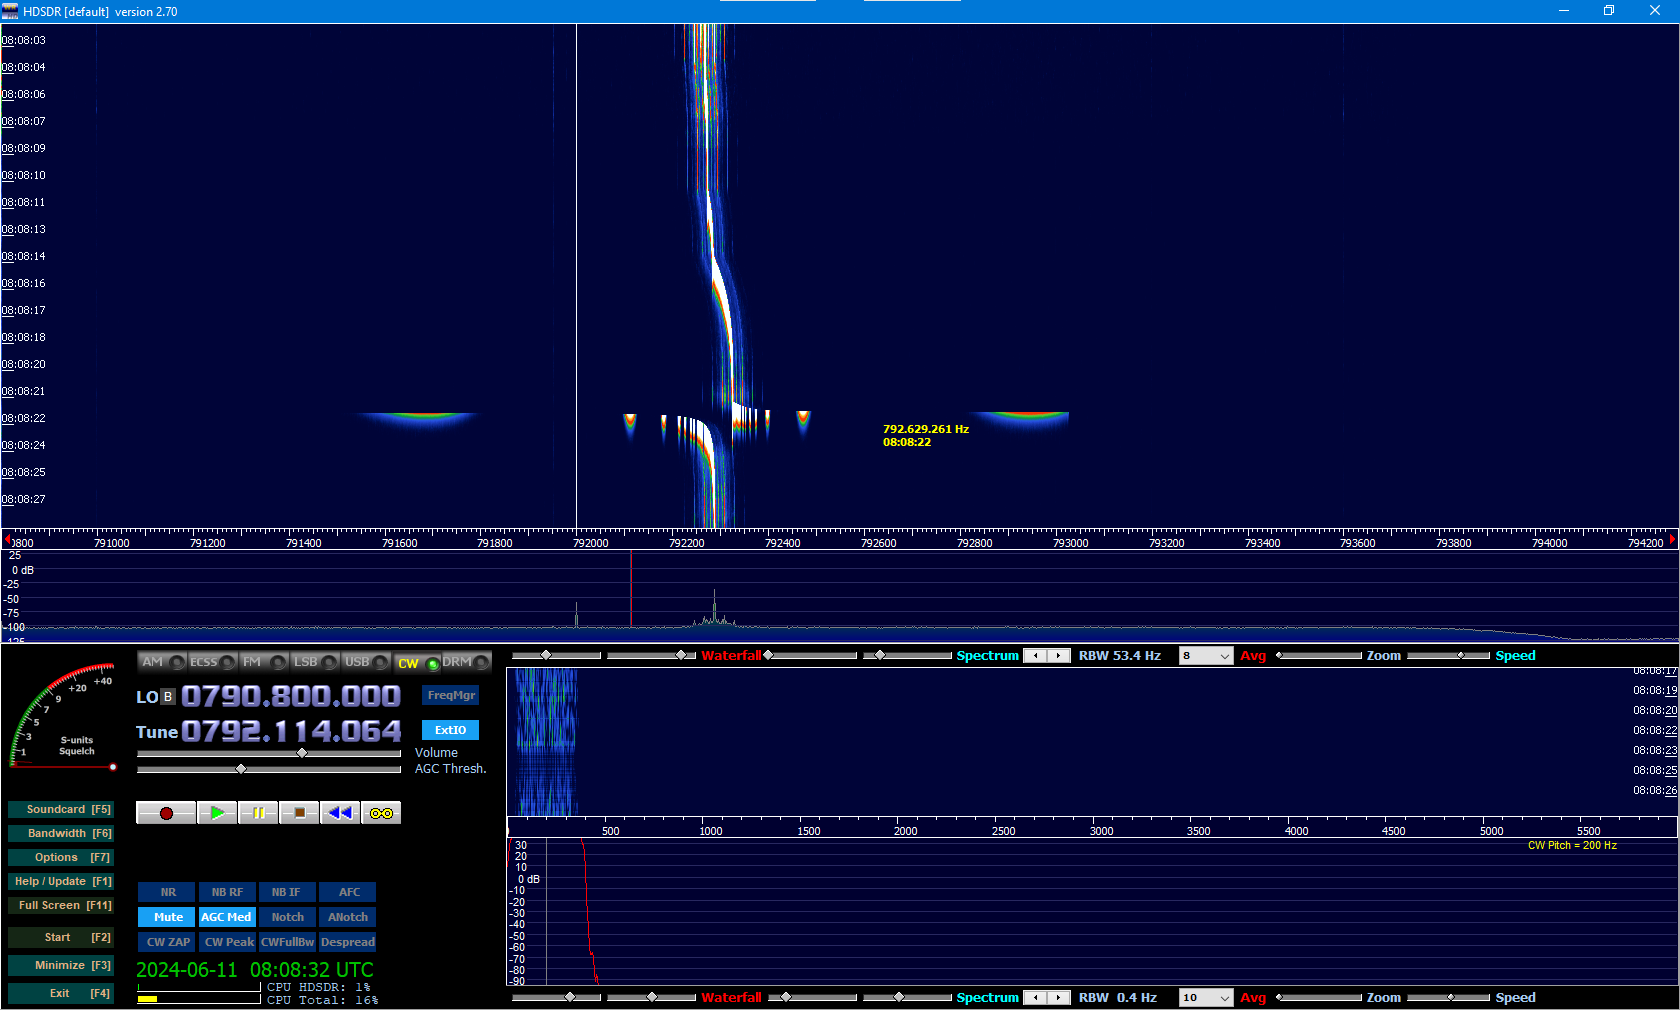 HDSDR [default]  version 2.70
08:08:03
08:08:04
08:08:06
08:08:07
08:08:09
08:08:10
08:08:11
08:08:13
08:08:14
08:08:16
08:08:17
08:08:18
08:08:20
08:08:21
08:08:22
08:08:24
08:08:25
08:08:27
792.629.261 Hz
08:08:22
0800 791000 791200 791400 791600 791800 792000 792200 792400 792600 792800 793000 793200 793400 793600 793800 794000 794200
25
0 dB
-25
-50
-75
-100
-125
AM ECSS FM LSB USB CW DRM
LO B 0790.800.000
FreqMgr
Tune 0792.114.064
ExtIO
Volume
AGC Thresh.
1 3 5 7 9 +20 +40
S-units
Squelch
Soundcard [F5]
Bandwidth [F6]
Options [F7]
Help / Update [F1]
Full Screen [F11]
Start [F2]
Minimize [F3]
Exit [F4]
NR NB RF NB IF AFC
Mute AGC Med Notch ANotch
CW ZAP CW Peak CWFullBw Despread
2024-06-11 08:08:32 UTC
CPU HDSDR: 1%
CPU Total: 16%
Waterfall Spectrum RBW 53.4 Hz 8 Avg Zoom Speed
08:08:17
08:08:19
08:08:20
08:08:22
08:08:23
08:08:25
08:08:26
500 1000 1500 2000 2500 3000 3500 4000 4500 5000 5500
CW Pitch = 200 Hz
30
20
10
0 dB
-10
-20
-30
-40
-50
-60
-70
-80
-90
Waterfall Spectrum RBW 0.4 Hz 10 Avg Zoom Speed